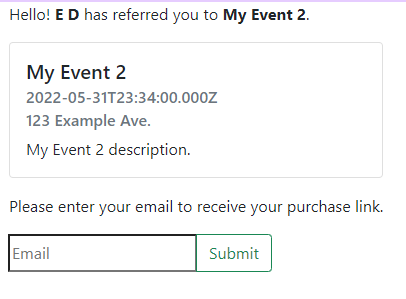 Hello! E D has referred you to My Event 2.
My Event 2
2022-05-31T23:34:00.000Z
123 Example Ave.
My Event 2 description.
Please enter your email to receive your purchase link.
Email Submit